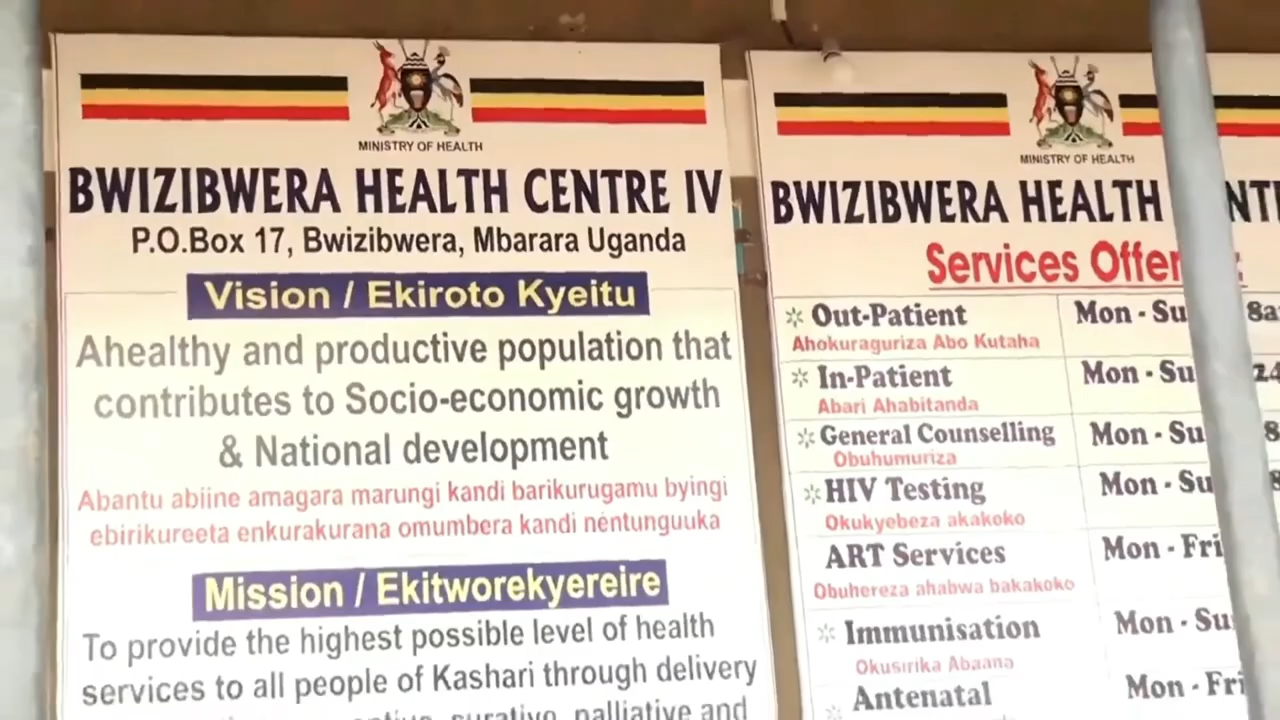 MINISTRY OF HEALTH
BWIZIBWERA HEALTH CENTRE IV
P.O.Box 17, Bwizibwera, Mbarara Uganda
Vision / Ekiroto Kyeitu
Ahealthy and productive population that
contributes to Socio-economic growth
& National development
Abantu abiine amagara marungi kandi barikurugamu byingi
ebirikureeta enkurakurana omumbera kandi néntunguuka
Mission / Ekitworekyereire
To provide the highest possible level of health
services to all people of Kashari through delivery
palliative and
MINISTRY OF HEALTH
BWIZIBWERA HEALTH
Services
Out-Patient Mon - Su
Ahokuraguriza Abo Kutaha
In-Patient Mon - Su
Abari Ahabitanda
General Counselling Mon - Su
Obuhumuriza
HIV Testing Mon - Su
Okukyebeza akakoko
ART Services Mon - Fri
Obuhereza ahabwa bakakoko
Immunisation Mon - Su
Okusirika Abaana
Antenatal Mon - Fri